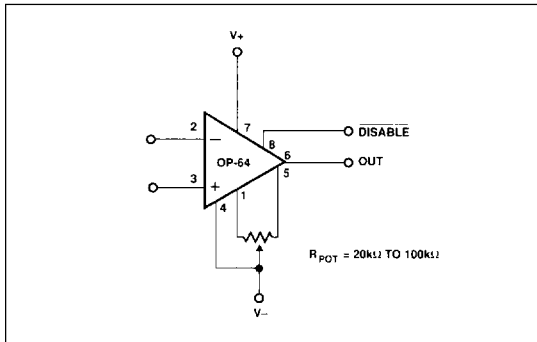 V+
2
7
8
DISABLE
−
OP-64
6
OUT
5
3
+
4
1
R_POT = 20kΩ TO 100kΩ
V−